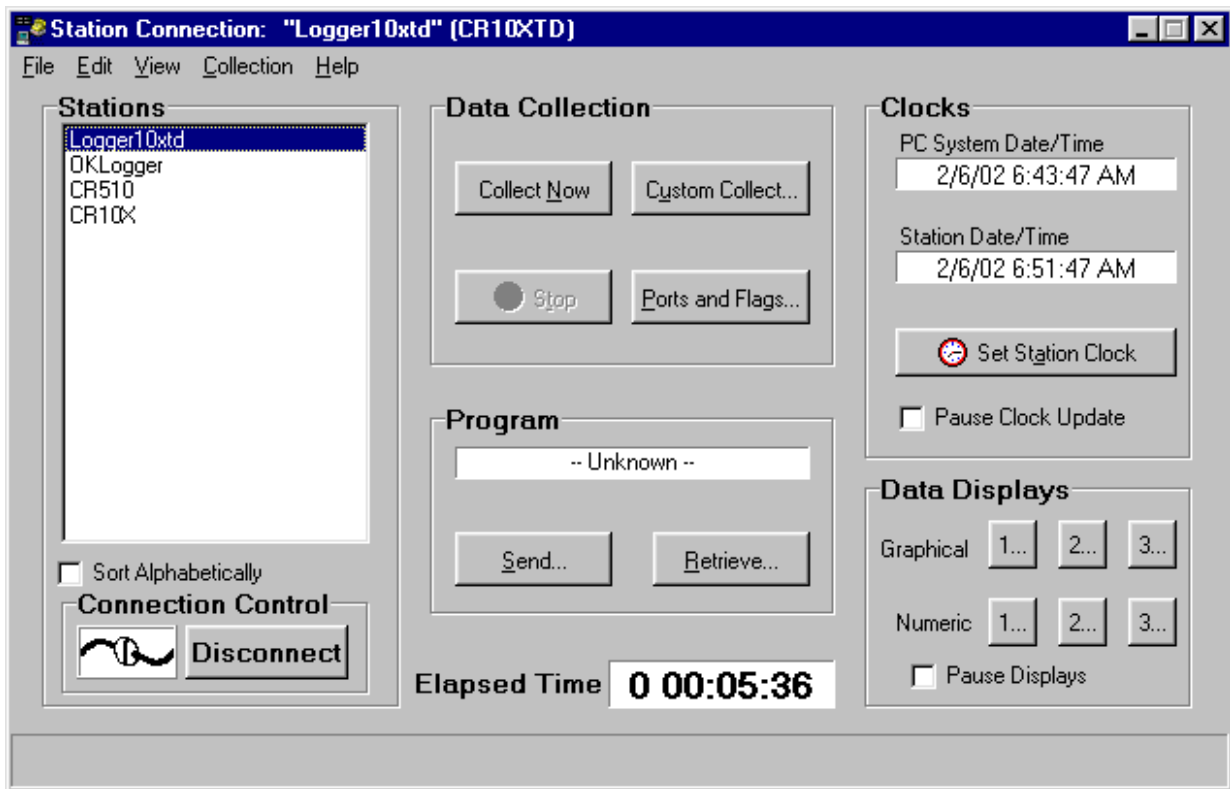 Station Connection: "Logger10xtd" (CR10XTD)
File Edit View Collection Help
Stations
Logger10xtd
OKLogger
CR510
CR10X
Sort Alphabetically
Connection Control
Disconnect
Data Collection
Collect Now
Custom Collect...
Stop
Ports and Flags...
Program
-- Unknown --
Send...
Retrieve...
Elapsed Time 0 00:05:36
Clocks
PC System Date/Time
2/6/02 6:43:47 AM
Station Date/Time
2/6/02 6:51:47 AM
Set Station Clock
Pause Clock Update
Data Displays
Graphical 1... 2... 3...
Numeric 1... 2... 3...
Pause Displays